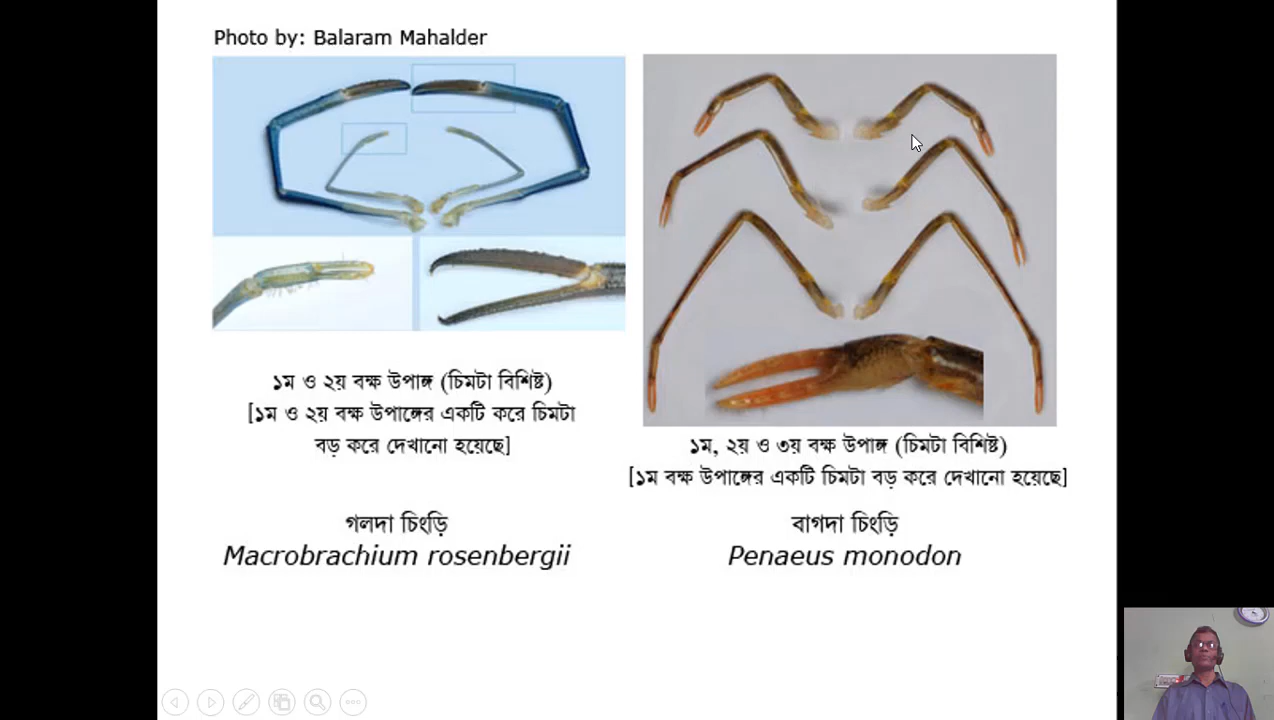 Photo by: Balaram Mahalder
১ম ও ২য় বক্ষ উপাঙ্গ (চিমটা বিশিষ্ট)
[১ম ও ২য় বক্ষ উপাঙ্গের একটি করে চিমটা
বড় করে দেখানো হয়েছে]
গলদা চিংড়ি
Macrobrachium rosenbergii
১ম, ২য় ও ৩য় বক্ষ উপাঙ্গ (চিমটা বিশিষ্ট)
[১ম বক্ষ উপাঙ্গের একটি চিমটা বড় করে দেখানো হয়েছে]
বাগদা চিংড়ি
Penaeus monodon